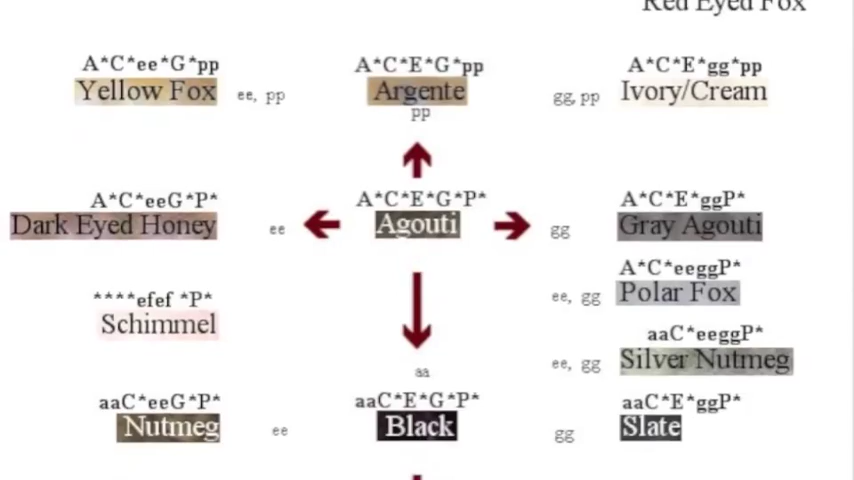 Red Eyed Fox
A*C*ee*G*pp
A*C*E*G*pp
A*C*E*gg*pp
Yellow Fox
ee, pp
Argente
gg, pp
Ivory/Cream
pp
A*C*eeG*P*
A*C*E*G*P*
A*C*E*ggP*
Dark Eyed Honey
ee
Agouti
gg
Gray Agouti
A*C*eeggP*
ee, gg
Polar Fox
****efef *P*
Schimmel
aaC*eeggP*
ee, gg
Silver Nutmeg
aa
aaC*eeG*P*
aaC*E*G*P*
aaC*E*ggP*
Nutmeg
ee
Black
gg
Slate